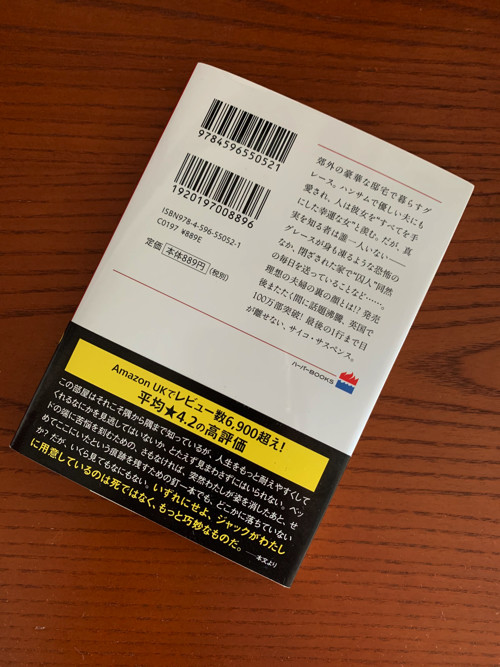 9784596550521
1920197008896
ISBN978-4-596-55052-1
C0197 ¥889E
定価 本体889円 (税別)
郊外の豪華な邸宅で暮らすグ
レース。ハンサムで優しい夫にも
愛され、人は彼女を"すべてを手
にした幸運な女"と羨む。だが、真
実を知る者は誰一人いない――
グレースが身も凍るような恐怖の
なか、閉ざされた家で"囚人"同然
の毎日を送っていることなど……。
理想の夫婦の裏の顔とは!? 発売
後またたく間に話題沸騰、英国で
100万部突破! 最後の1行まで目
が離せない、サイコ・サスペンス。
ハーパーBOOKS
Amazon UKでレビュー数6,900超え!
平均★4.2の高評価
この部屋はそれこそ隅から隅まで知っているが、人生をもっと耐えやすくして
くれるなにかを見逃してはいないか、とたえず見まわさずにはいられない。ベッ
ドの端に苦悩を刻むための、さもなければ、突然わたしが姿を消したあと、せ
めてここにいたという痕跡を残すための釘一本でも、どこかに落ちていない
か?だが、いくら見てもなにもない。いずれにせよ、ジャックがわたし
に用意しているのは死ではなく、もっと巧妙なものだ。――本文より